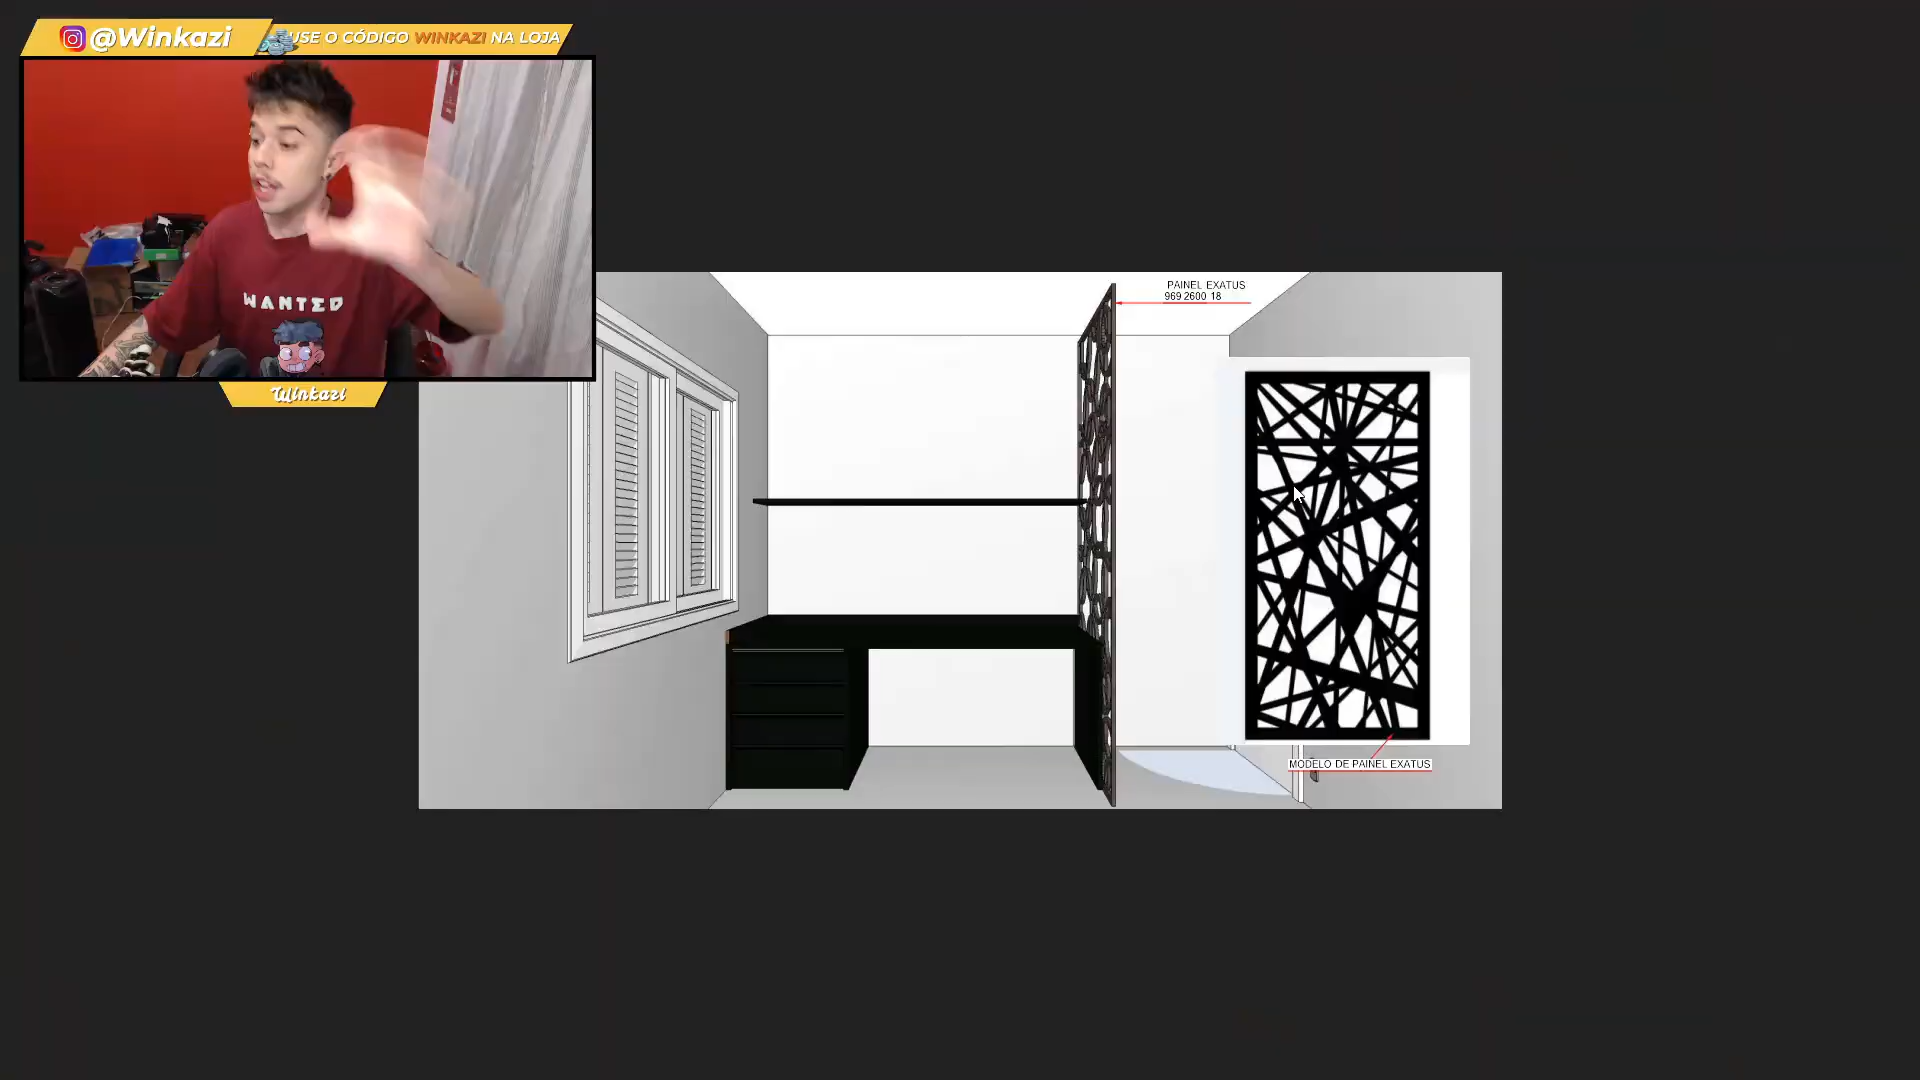 @Winkazi
USE O CÓDIGO WINKAZI NA LOJA
WANTED
Winkazi
PAINEL EXATUS
969 2600 18
MODELO DE PAINEL EXATUS